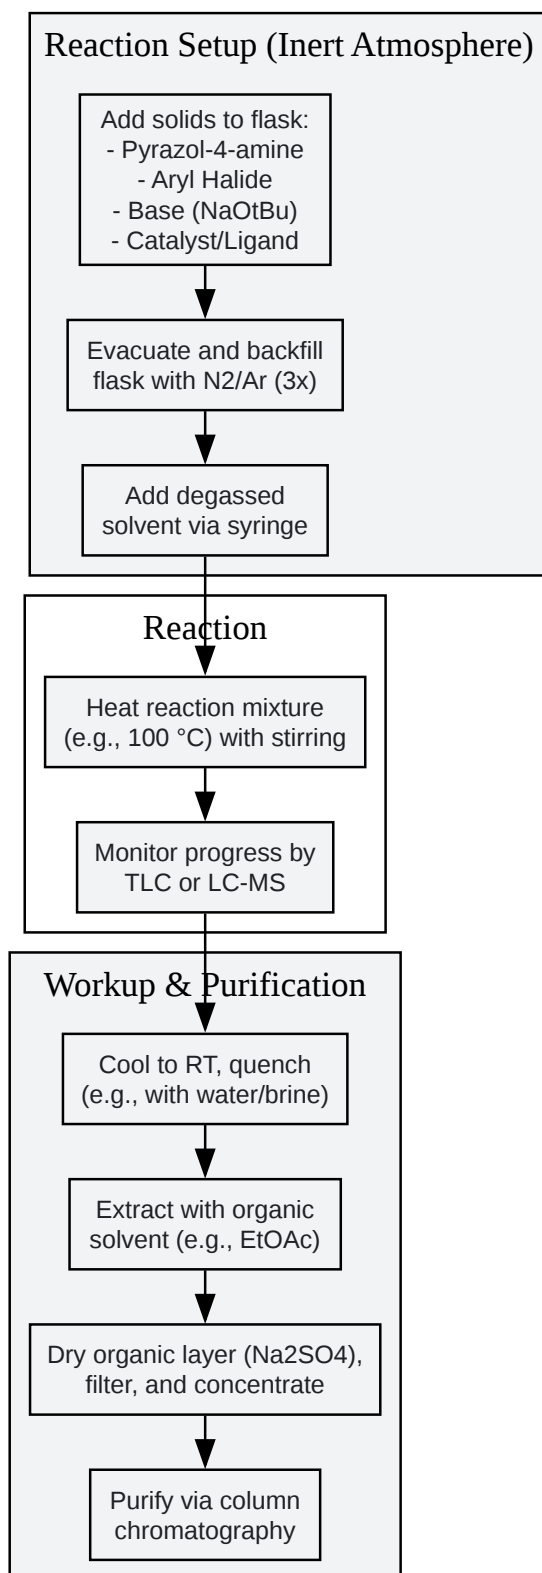 Reaction Setup (Inert Atmosphere)
Add solids to flask:
- Pyrazol-4-amine
- Aryl Halide
- Base (NaOtBu)
- Catalyst/Ligand
Evacuate and backfill
flask with N2/Ar (3x)
Add degassed
solvent via syringe
Reaction
Heat reaction mixture
(e.g., 100 °C) with stirring
Monitor progress by
TLC or LC-MS
Workup & Purification
Cool to RT, quench
(e.g., with water/brine)
Extract with organic
solvent (e.g., EtOAc)
Dry organic layer (Na2SO4),
filter, and concentrate
Purify via column
chromatography